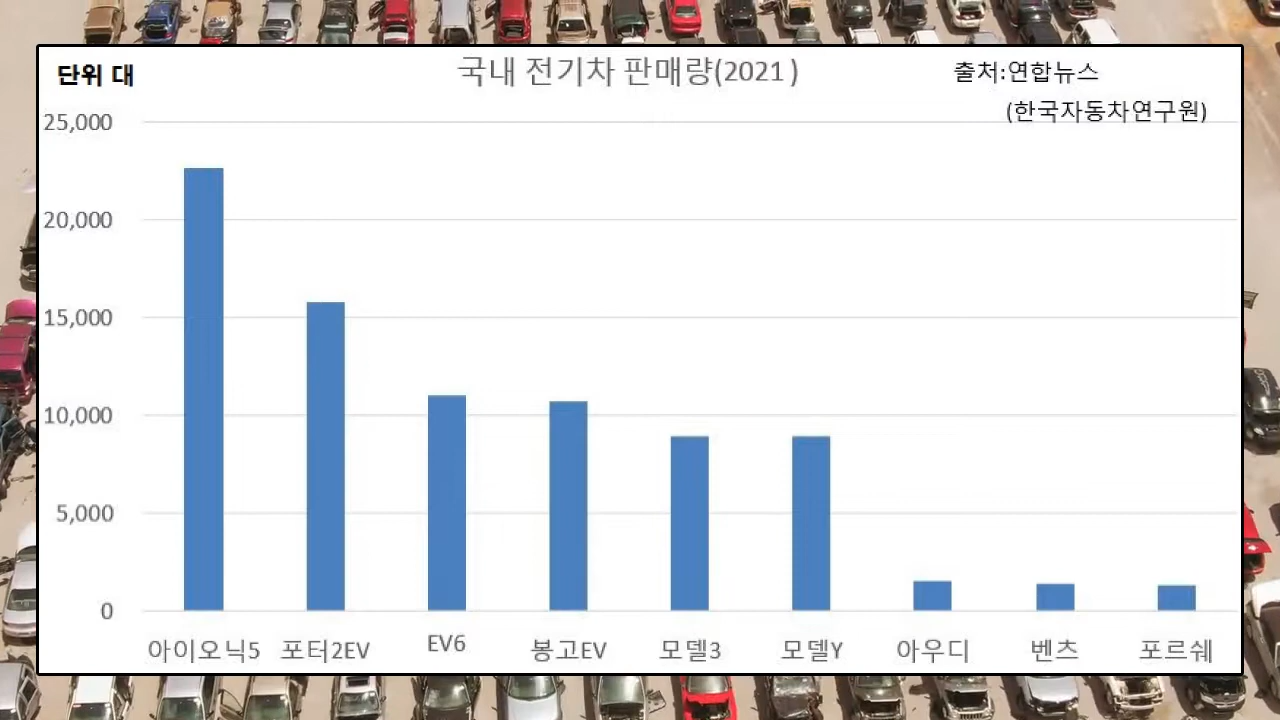 단위 대
국내 전기차 판매량(2021 )
출처:연합뉴스
(한국자동차연구원)
25,000
20,000
15,000
10,000
5,000
0
아이오닉5 포터2EV EV6 봉고EV 모델3 모델Y 아우디 벤츠 포르쉐